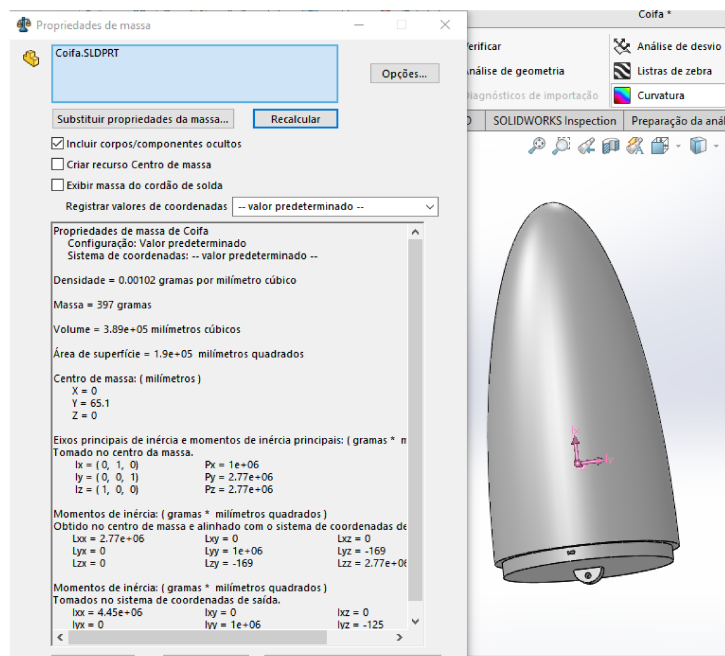 Propriedades de massa
Coifa *
Coifa.SLDPRT
Opções...
Substituir propriedades da massa...
Recalcular
Incluir corpos/componentes ocultos
Criar recurso Centro de massa
Exibir massa do cordão de solda
Registrar valores de coordenadas
-- valor predeterminado --
Propriedades de massa de Coifa
Configuração: Valor predeterminado
Sistema de coordenadas: -- valor predeterminado --
Densidade = 0.00102 gramas por milímetro cúbico
Massa = 397 gramas
Volume = 3.89e+05 milímetros cúbicos
Área de superfície = 1.9e+05 milímetros quadrados
Centro de massa: ( milímetros )
X = 0
Y = 65.1
Z = 0
Eixos principais de inércia e momentos de inércia principais: ( gramas * m
Tomado no centro da massa.
Ix = ( 0, 1, 0) Px = 1e+06
Iy = ( 0, 0, 1) Py = 2.77e+06
Iz = ( 1, 0, 0) Pz = 2.77e+06
Momentos de inércia: ( gramas * milímetros quadrados )
Obtido no centro de massa e alinhado com o sistema de coordenadas de
Lxx = 2.77e+06 Lxy = 0 Lxz = 0
Lyx = 0 Lyy = 1e+06 Lyz = -169
Lzx = 0 Lzy = -169 Lzz = 2.77e+06
Momentos de inércia: ( gramas * milímetros quadrados )
Tomados no sistema de coordenadas de saída.
Ixx = 4.45e+06 Ixy = 0 Ixz = 0
Iyx = 0 Iyy = 1e+06 Iyz = -125
erificar
Análise de desvio
nálise de geometria
Listras de zebra
iagnósticos de importação
Curvatura
SOLIDWORKS Inspection
Preparação da anál